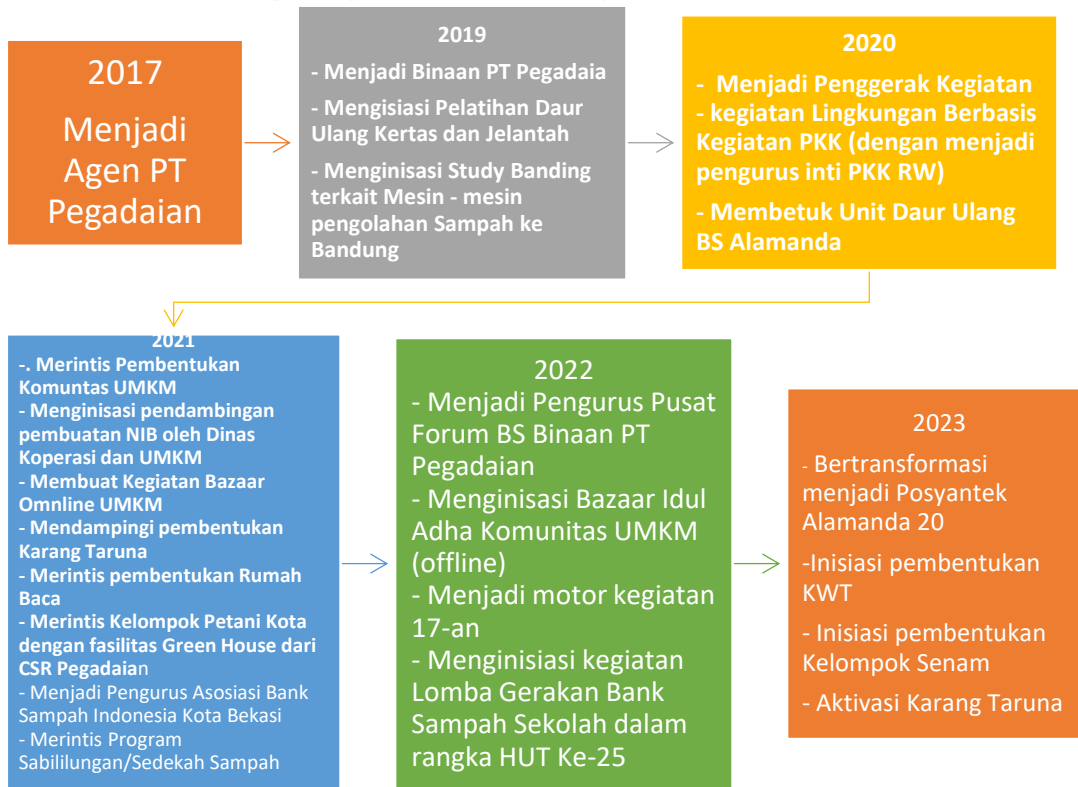 2017
Menjadi
Agen PT
Pegadaian
2019
- Menjadi Binaan PT Pegadaia
- Mengisiasi Pelatihan Daur
Ulang Kertas dan Jelantah
- Menginisasi Study Banding
terkait Mesin - mesin
pengolahan Sampah ke
Bandung
2020
- Menjadi Penggerak Kegiatan
- kegiatan Lingkungan Berbasis
Kegiatan PKK (dengan menjadi
pengurus inti PKK RW)
- Membetuk Unit Daur Ulang
BS Alamanda
2021
-. Merintis Pembentukan
Komuntas UMKM
- Menginisasi pendambingan
pembuatan NIB oleh Dinas
Koperasi dan UMKM
- Membuat Kegiatan Bazaar
Omnline UMKM
- Mendampingi pembentukan
Karang Taruna
- Merintis pembentukan Rumah
Baca
- Merintis Kelompok Petani Kota
dengan fasilitas Green House dari
CSR Pegadaian
- Menjadi Pengurus Asosiasi Bank
Sampah Indonesia Kota Bekasi
- Merintis Program
Sabililungan/Sedekah Sampah
2022
- Menjadi Pengurus Pusat
Forum BS Binaan PT
Pegadaian
- Menginisasi Bazaar Idul
Adha Komunitas UMKM
(offline)
- Menjadi motor kegiatan
17-an
- Menginisiasi kegiatan
Lomba Gerakan Bank
Sampah Sekolah dalam
rangka HUT Ke-25
2023
- Bertransformasi
menjadi Posyantek
Alamanda 20
-Inisiasi pembentukan
KWT
- Inisiasi pembentukan
Kelompok Senam
- Aktivasi Karang Taruna